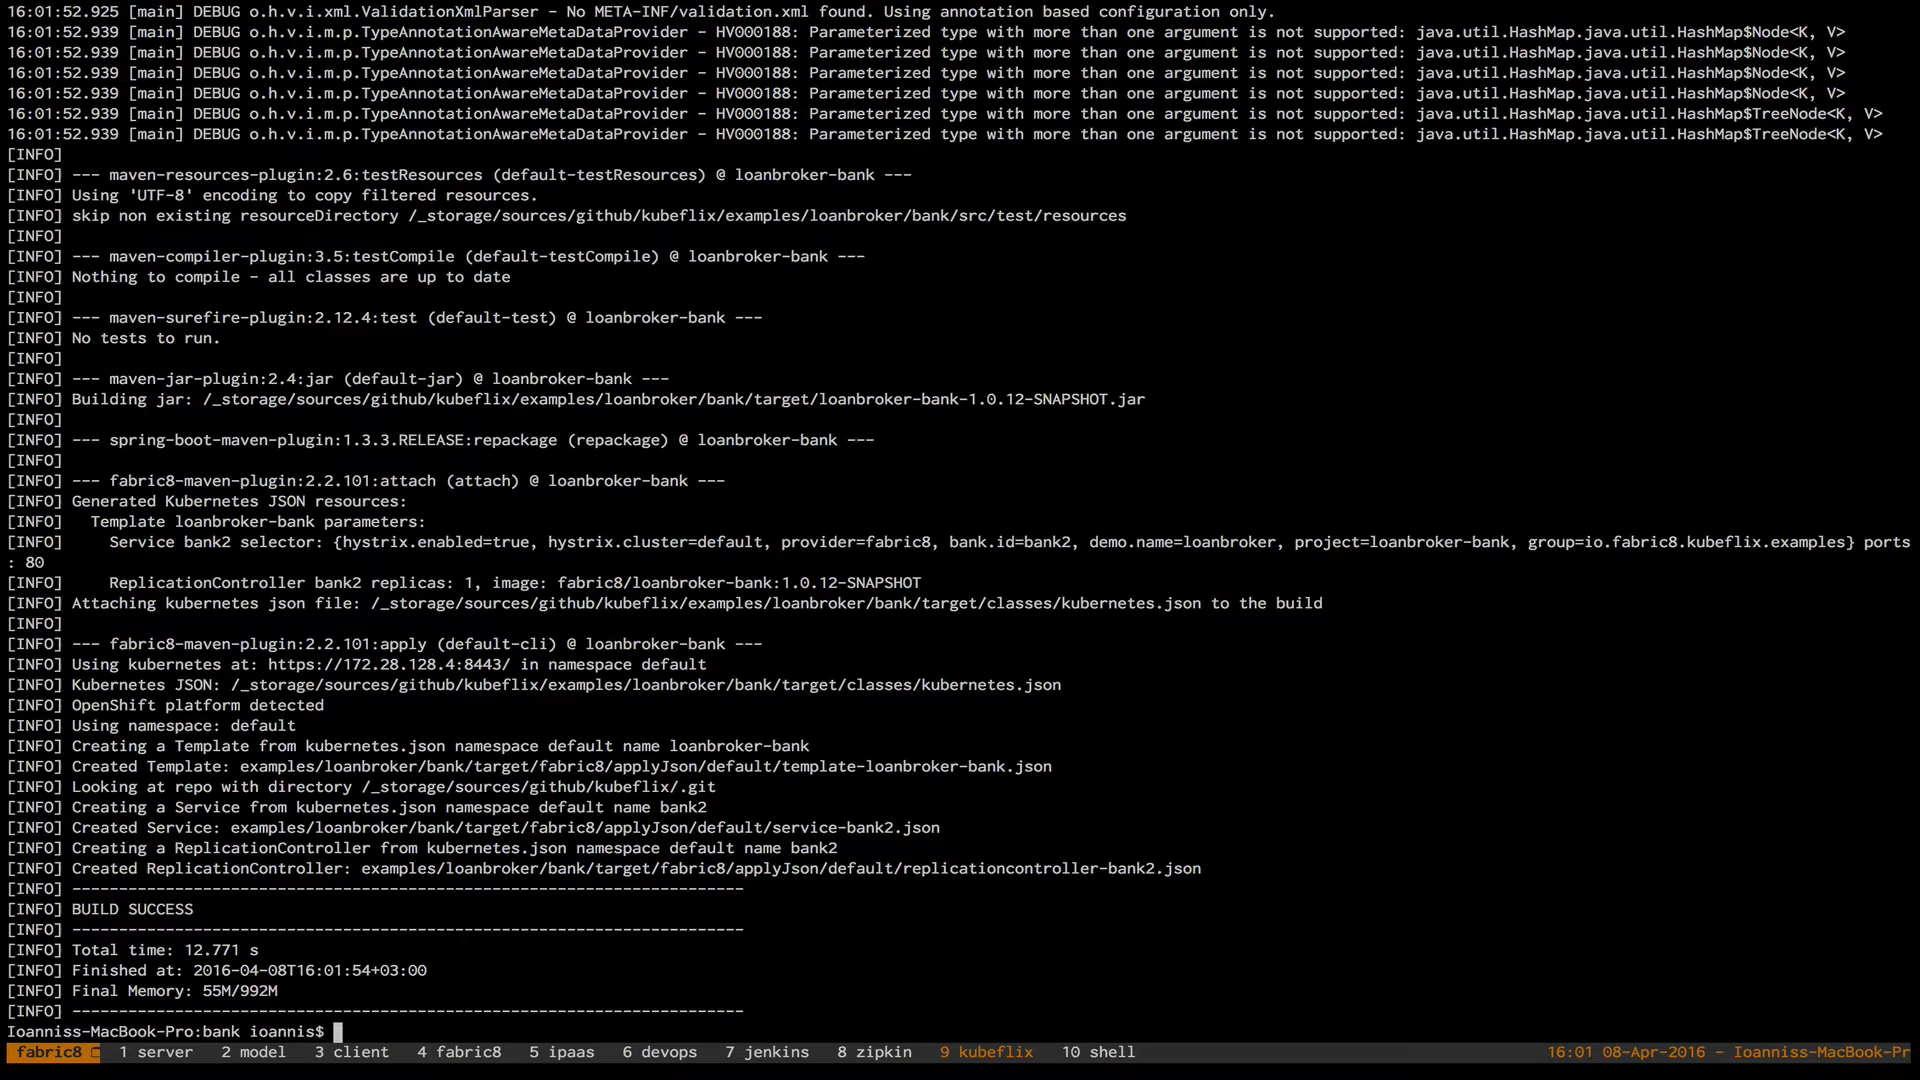 16:01:52.925 [main] DEBUG o.h.v.i.xml.ValidationXmlParser - No META-INF/validation.xml found. Using annotation based configuration only.
16:01:52.939 [main] DEBUG o.h.v.i.m.p.TypeAnnotationAwareMetaDataProvider - HV000188: Parameterized type with more than one argument is not supported: java.util.HashMap.java.util.HashMap$Node<K, V>
16:01:52.939 [main] DEBUG o.h.v.i.m.p.TypeAnnotationAwareMetaDataProvider - HV000188: Parameterized type with more than one argument is not supported: java.util.HashMap.java.util.HashMap$Node<K, V>
16:01:52.939 [main] DEBUG o.h.v.i.m.p.TypeAnnotationAwareMetaDataProvider - HV000188: Parameterized type with more than one argument is not supported: java.util.HashMap.java.util.HashMap$Node<K, V>
16:01:52.939 [main] DEBUG o.h.v.i.m.p.TypeAnnotationAwareMetaDataProvider - HV000188: Parameterized type with more than one argument is not supported: java.util.HashMap.java.util.HashMap$Node<K, V>
16:01:52.939 [main] DEBUG o.h.v.i.m.p.TypeAnnotationAwareMetaDataProvider - HV000188: Parameterized type with more than one argument is not supported: java.util.HashMap.java.util.HashMap$TreeNode<K, V>
16:01:52.939 [main] DEBUG o.h.v.i.m.p.TypeAnnotationAwareMetaDataProvider - HV000188: Parameterized type with more than one argument is not supported: java.util.HashMap.java.util.HashMap$TreeNode<K, V>
[INFO]
[INFO] --- maven-resources-plugin:2.6:testResources (default-testResources) @ loanbroker-bank ---
[INFO] Using 'UTF-8' encoding to copy filtered resources.
[INFO] skip non existing resourceDirectory /_storage/sources/github/kubeflix/examples/loanbroker/bank/src/test/resources
[INFO]
[INFO] --- maven-compiler-plugin:3.5:testCompile (default-testCompile) @ loanbroker-bank ---
[INFO] Nothing to compile - all classes are up to date
[INFO]
[INFO] --- maven-surefire-plugin:2.12.4:test (default-test) @ loanbroker-bank ---
[INFO] No tests to run.
[INFO]
[INFO] --- maven-jar-plugin:2.4:jar (default-jar) @ loanbroker-bank ---
[INFO] Building jar: /_storage/sources/github/kubeflix/examples/loanbroker/bank/target/loanbroker-bank-1.0.12-SNAPSHOT.jar
[INFO]
[INFO] --- spring-boot-maven-plugin:1.3.3.RELEASE:repackage (repackage) @ loanbroker-bank ---
[INFO]
[INFO] --- fabric8-maven-plugin:2.2.101:attach (attach) @ loanbroker-bank ---
[INFO] Generated Kubernetes JSON resources:
[INFO]   Template loanbroker-bank parameters:
[INFO]     Service bank2 selector: {hystrix.enabled=true, hystrix.cluster=default, provider=fabric8, bank.id=bank2, demo.name=loanbroker, project=loanbroker-bank, group=io.fabric8.kubeflix.examples} ports
: 80
[INFO]     ReplicationController bank2 replicas: 1, image: fabric8/loanbroker-bank:1.0.12-SNAPSHOT
[INFO] Attaching kubernetes json file: /_storage/sources/github/kubeflix/examples/loanbroker/bank/target/classes/kubernetes.json to the build
[INFO]
[INFO] --- fabric8-maven-plugin:2.2.101:apply (default-cli) @ loanbroker-bank ---
[INFO] Using kubernetes at: https://172.28.128.4:8443/ in namespace default
[INFO] Kubernetes JSON: /_storage/sources/github/kubeflix/examples/loanbroker/bank/target/classes/kubernetes.json
[INFO] OpenShift platform detected
[INFO] Using namespace: default
[INFO] Creating a Template from kubernetes.json namespace default name loanbroker-bank
[INFO] Created Template: examples/loanbroker/bank/target/fabric8/applyJson/default/template-loanbroker-bank.json
[INFO] Looking at repo with directory /_storage/sources/github/kubeflix/.git
[INFO] Creating a Service from kubernetes.json namespace default name bank2
[INFO] Created Service: examples/loanbroker/bank/target/fabric8/applyJson/default/service-bank2.json
[INFO] Creating a ReplicationController from kubernetes.json namespace default name bank2
[INFO] Created ReplicationController: examples/loanbroker/bank/target/fabric8/applyJson/default/replicationcontroller-bank2.json
[INFO] ------------------------------------------------------------------------
[INFO] BUILD SUCCESS
[INFO] ------------------------------------------------------------------------
[INFO] Total time: 12.771 s
[INFO] Finished at: 2016-04-08T16:01:54+03:00
[INFO] Final Memory: 55M/992M
[INFO] ------------------------------------------------------------------------
Ioanniss-MacBook-Pro:bank ioannis$
fabric8 1 server 2 model 3 client 4 fabric8 5 ipaas 6 devops 7 jenkins 8 zipkin 9 kubeflix 10 shell 16:01 08-Apr-2016 - Ioanniss-MacBook-Pr